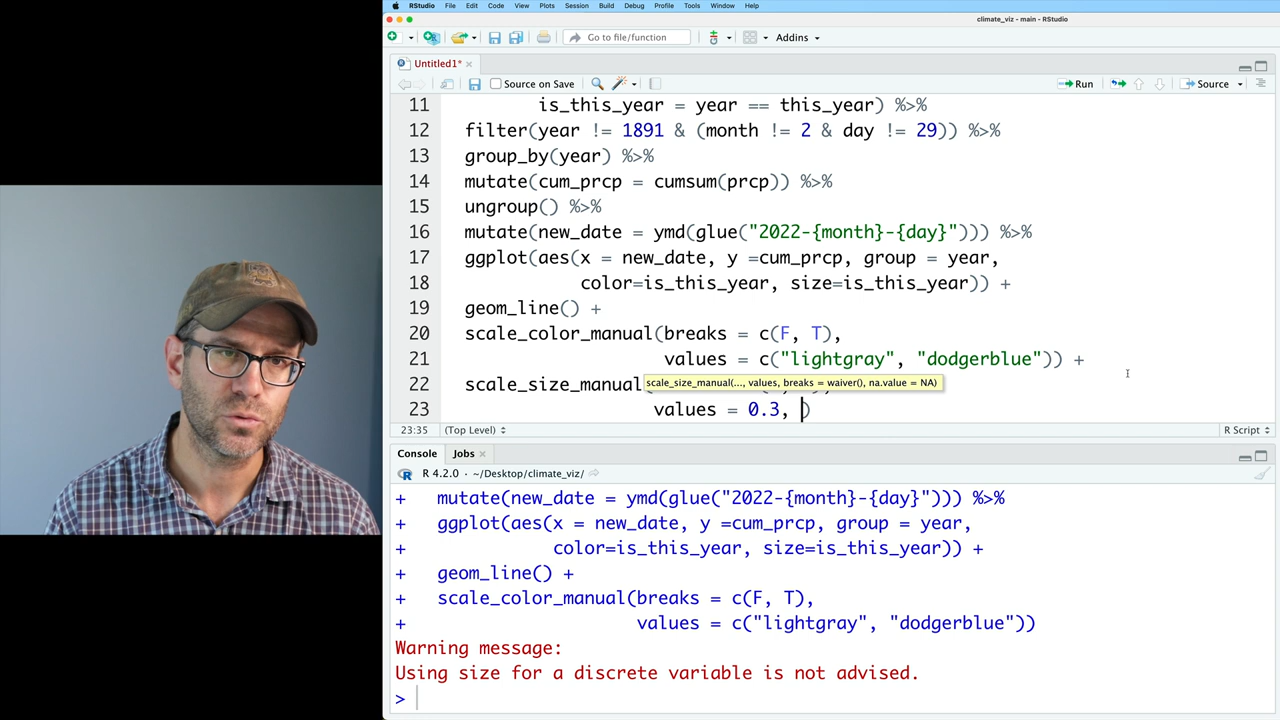 RStudio File Edit Code View Plots Session Build Debug Profile Tools Window Help
climate_viz - main - RStudio
Go to file/function Addins
Untitled1*
Source on Save Run Source
11 is_this_year = year == this_year) %>%
12 filter(year != 1891 & (month != 2 & day != 29)) %>%
13 group_by(year) %>%
14 mutate(cum_prcp = cumsum(prcp)) %>%
15 ungroup() %>%
16 mutate(new_date = ymd(glue("2022-{month}-{day}"))) %>%
17 ggplot(aes(x = new_date, y =cum_prcp, group = year,
18 color=is_this_year, size=is_this_year)) +
19 geom_line() +
20 scale_color_manual(breaks = c(F, T),
21 values = c("lightgray", "dodgerblue")) +
22 scale_size_manual(
scale_size_manual(..., values, breaks = waiver(), na.value = NA)
23 values = 0.3, )
23:35 (Top Level) R Script
Console Jobs
R 4.2.0 · ~/Desktop/climate_viz/
+ mutate(new_date = ymd(glue("2022-{month}-{day}"))) %>%
+ ggplot(aes(x = new_date, y =cum_prcp, group = year,
+ color=is_this_year, size=is_this_year)) +
+ geom_line() +
+ scale_color_manual(breaks = c(F, T),
+ values = c("lightgray", "dodgerblue"))
Warning message:
Using size for a discrete variable is not advised.
>